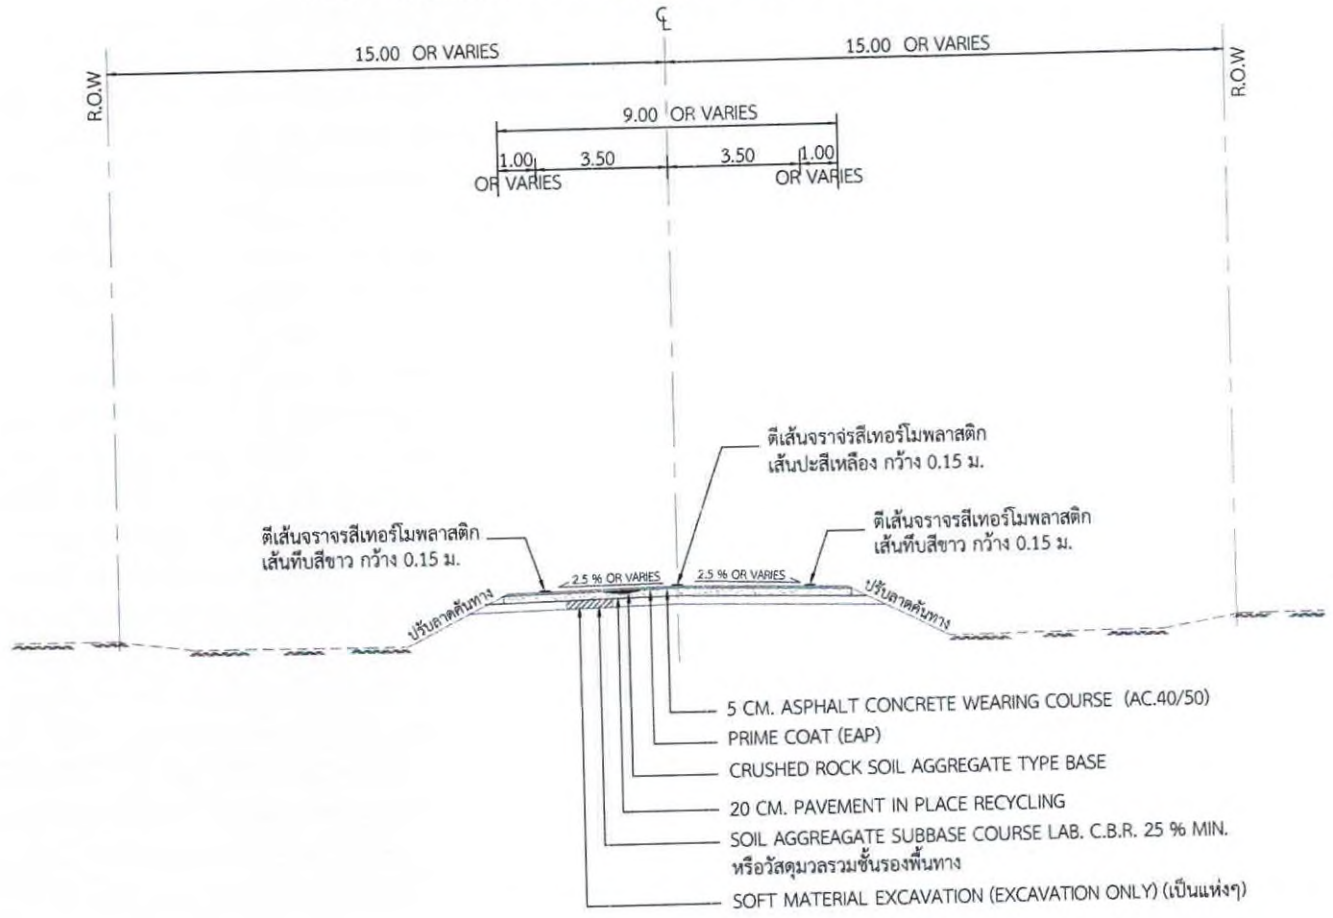 ℄
15.00 OR VARIES
15.00 OR VARIES
R.O.W
R.O.W
9.00 OR VARIES
1.00
3.50
3.50
1.00
OR VARIES
OR VARIES
ตีเส้นจราจรสีเทอร์โมพลาสติก
เส้นปะสีเหลือง กว้าง 0.15 ม.
ตีเส้นจราจรสีเทอร์โมพลาสติก
เส้นทึบสีขาว กว้าง 0.15 ม.
ตีเส้นจราจรสีเทอร์โมพลาสติก
เส้นทึบสีขาว กว้าง 0.15 ม.
2.5 % OR VARIES
2.5 % OR VARIES
ปรับลาดคันทาง
ปรับลาดคันทาง
5 CM. ASPHALT CONCRETE WEARING COURSE (AC.40/50)
PRIME COAT (EAP)
CRUSHED ROCK SOIL AGGREGATE TYPE BASE
20 CM. PAVEMENT IN PLACE RECYCLING
SOIL AGGREAGATE SUBBASE COURSE LAB. C.B.R. 25 % MIN.
หรือวัสดุมวลรวมชั้นรองพื้นทาง
SOFT MATERIAL EXCAVATION (EXCAVATION ONLY) (เป็นแห่งๆ)